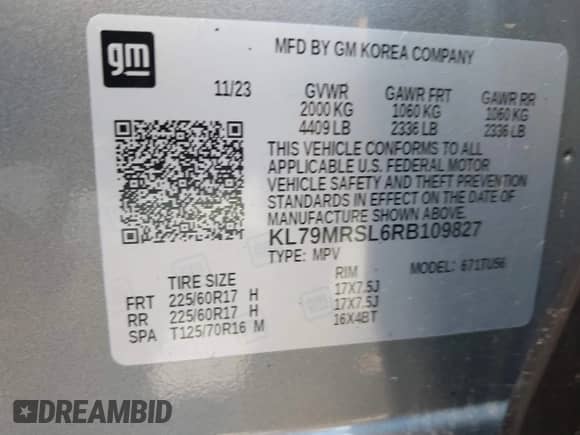 gm
MFD BY GM KOREA COMPANY
11/23 GVWR GAWR FRT GAWR RR
2000 KG 1060 KG 1060 KG
4409 LB 2336 LB 2336 LB
THIS VEHICLE CONFORMS TO ALL
APPLICABLE U.S. FEDERAL MOTOR
VEHICLE SAFETY AND THEFT PREVENTION
STANDARDS IN EFFECT ON THE DATE OF
MANUFACTURE SHOWN ABOVE.
KL79MRSL6RB109827
TYPE: MPV MODEL: 671TU56
TIRE SIZE RIM
FRT 225/60R17 H 17X7.5J
RR 225/60R17 H 17X7.5J
SPA T125/70R16 M 16X4BT
DREAMBID